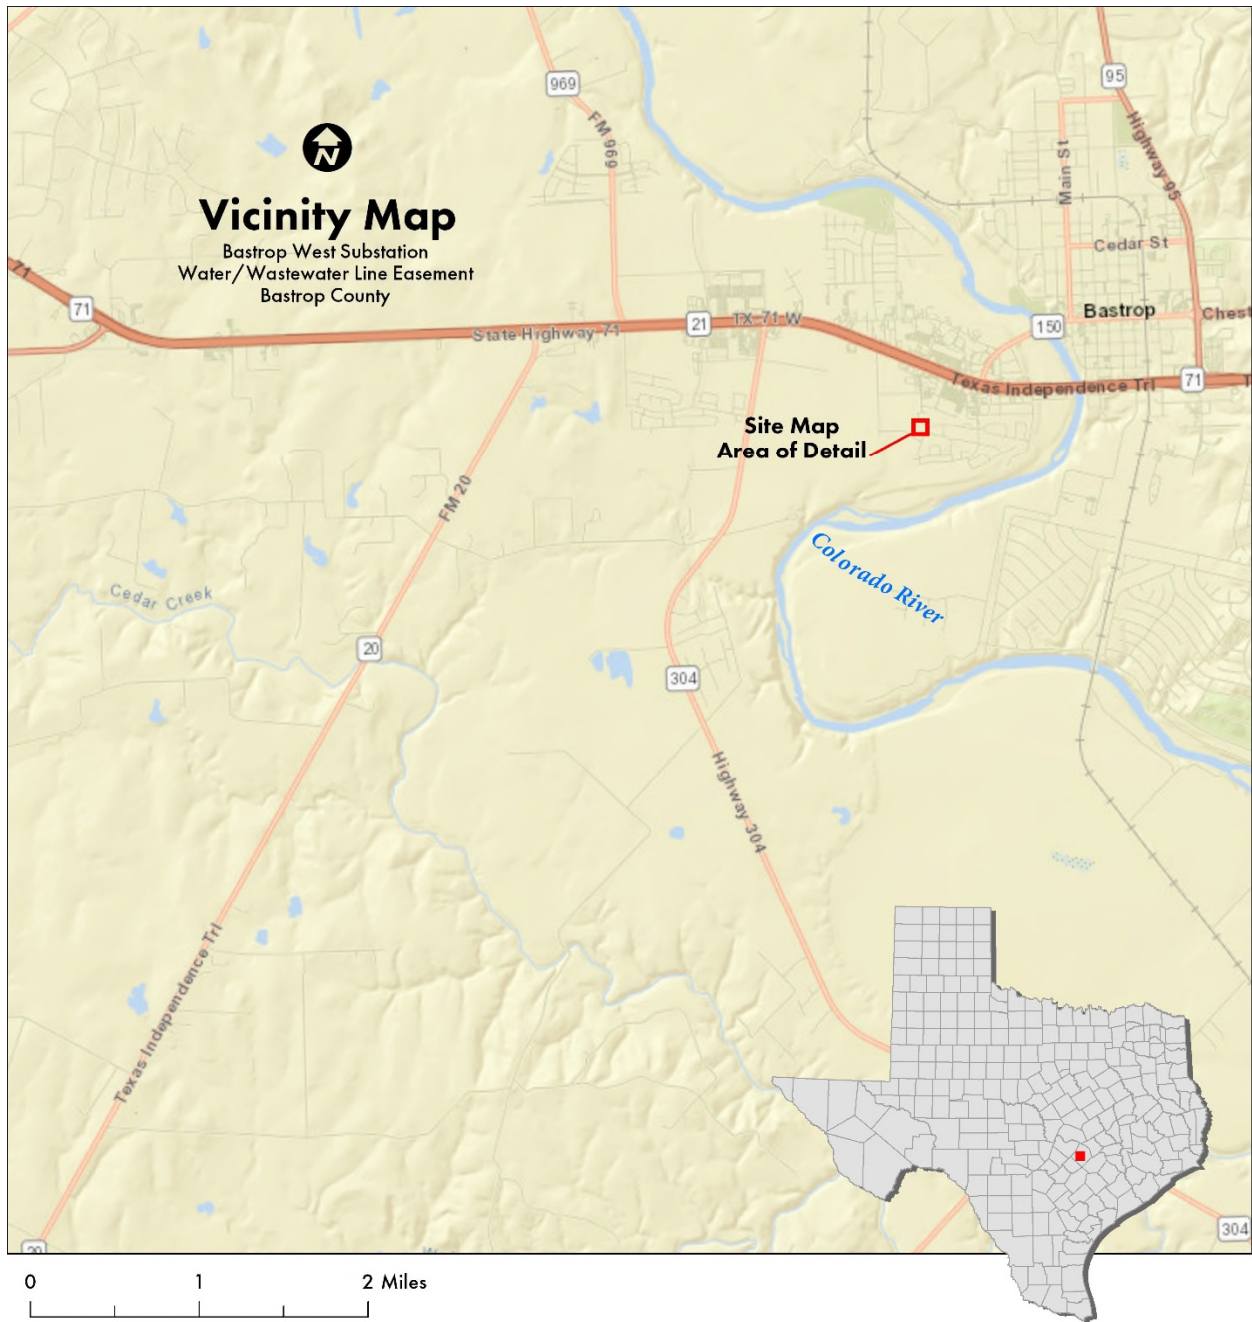 969
95
FM 969
Highway 95
Main St
N
Vicinity Map
Bastrop West Substation
Water/Wastewater Line Easement
Bastrop County
Cedar St
71
71
State Highway 71
21
TX 71 W
150
Bastrop
Chest
Texas Independence Trl
71
T
Site Map
Area of Detail
FM 20
Colorado River
Cedar Creek
20
304
Highway 304
Texas Independence Trl
20
304
0
1
2 Miles